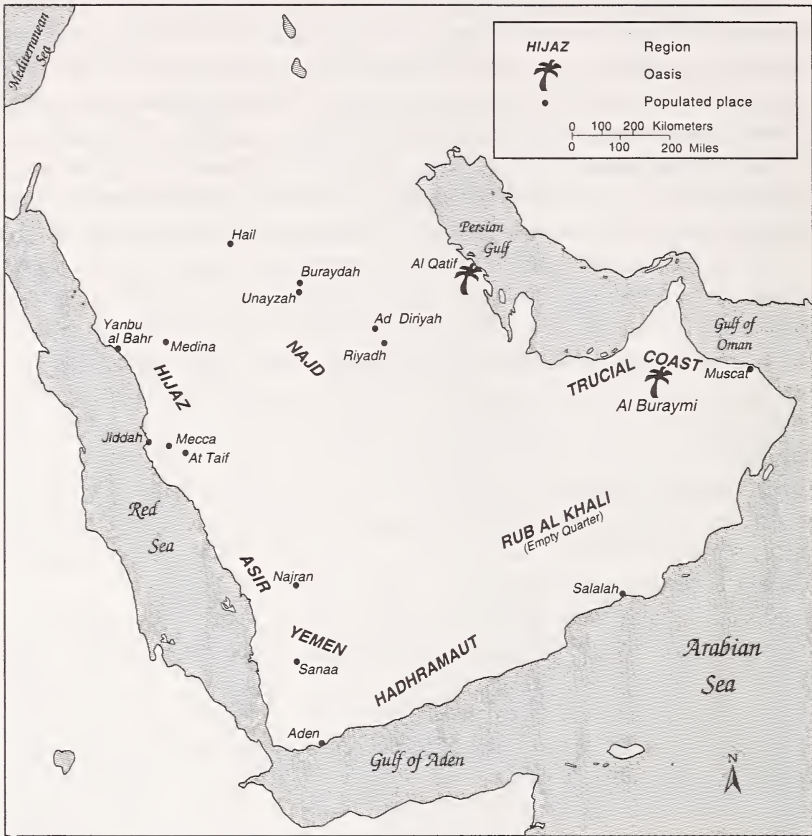 Mediterranean
Sea
HIJAZ Region
Oasis
Populated place
0 100 200 Kilometers
0 100 200 Miles
Hail
Buraydah
Unayzah
Persian
Gulf
Al Qatif
Ad Diriyah
Riyadh
Yanbu
al Bahr
Medina
HIJAZ
NAJD
Gulf of
Oman
TRUCIAL COAST
Muscat
Al Buraymi
Jiddah
Mecca
At Taif
Red
Sea
RUB AL KHALI
(Empty Quarter)
ASIR
Najran
Salalah
YEMEN
Sanaa
HADHRAMAUT
Arabian
Sea
Aden
Gulf of Aden
N